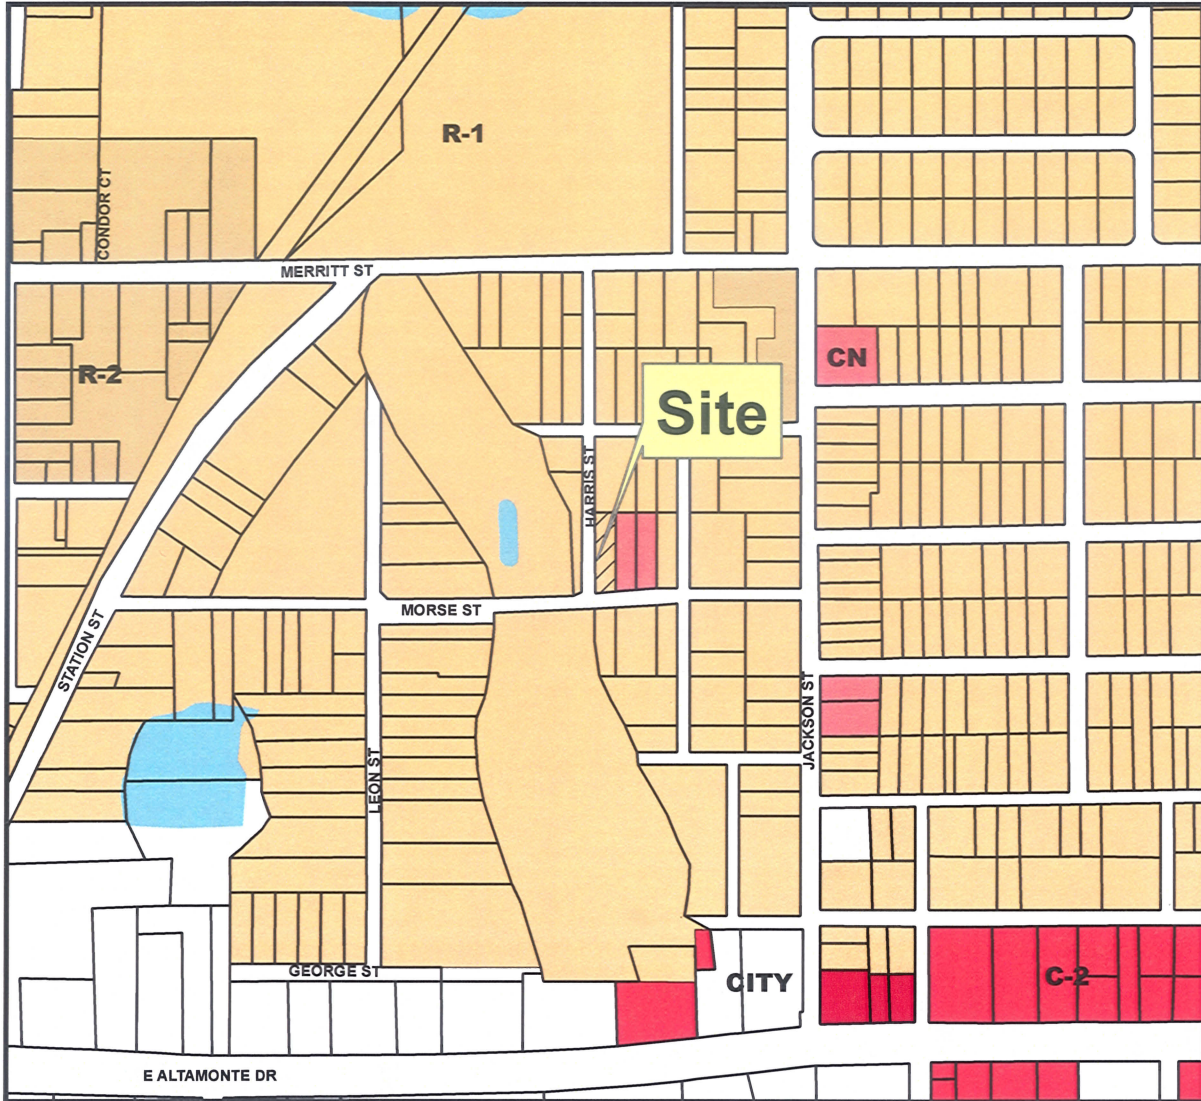 R-1
CONDOR CT
MERRITT ST
CN
R-2
Site
HARRIS ST
MORSE ST
STATION ST
JACKSON ST
LEON ST
GEORGE ST
CITY
C-2
E ALTAMONTE DR